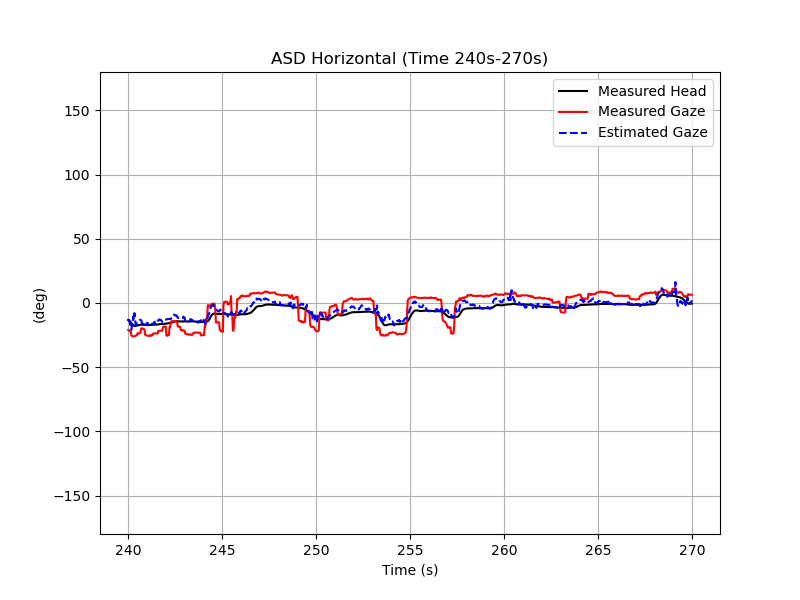 ASD Horizontal (Time 240s-270s)
Measured Head
Measured Gaze
Estimated Gaze
150
100
50
0
−50
−100
−150
(deg)
240 245 250 255 260 265 270
Time (s)